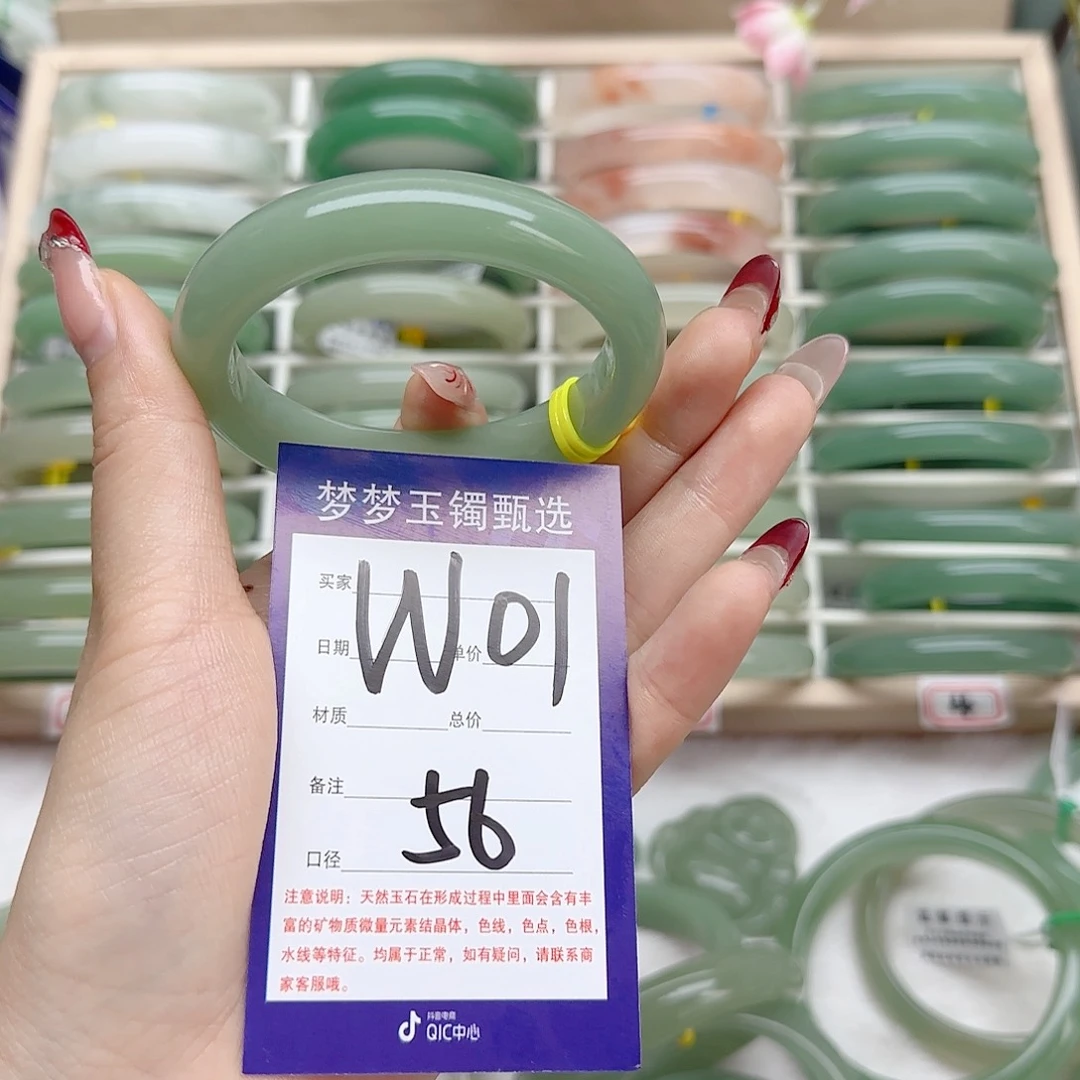 梦梦玉镯甄选
买家
W01
日期 单价
材质 总价
备注
56
口径
注意说明：天然玉石在形成过程中里面会含有丰
富的矿物质微量元素结晶体，色线，色点，色根，
水线等特征。均属于正常，如有疑问，请联系商
家客服哦。
抖音电商
QIC中心